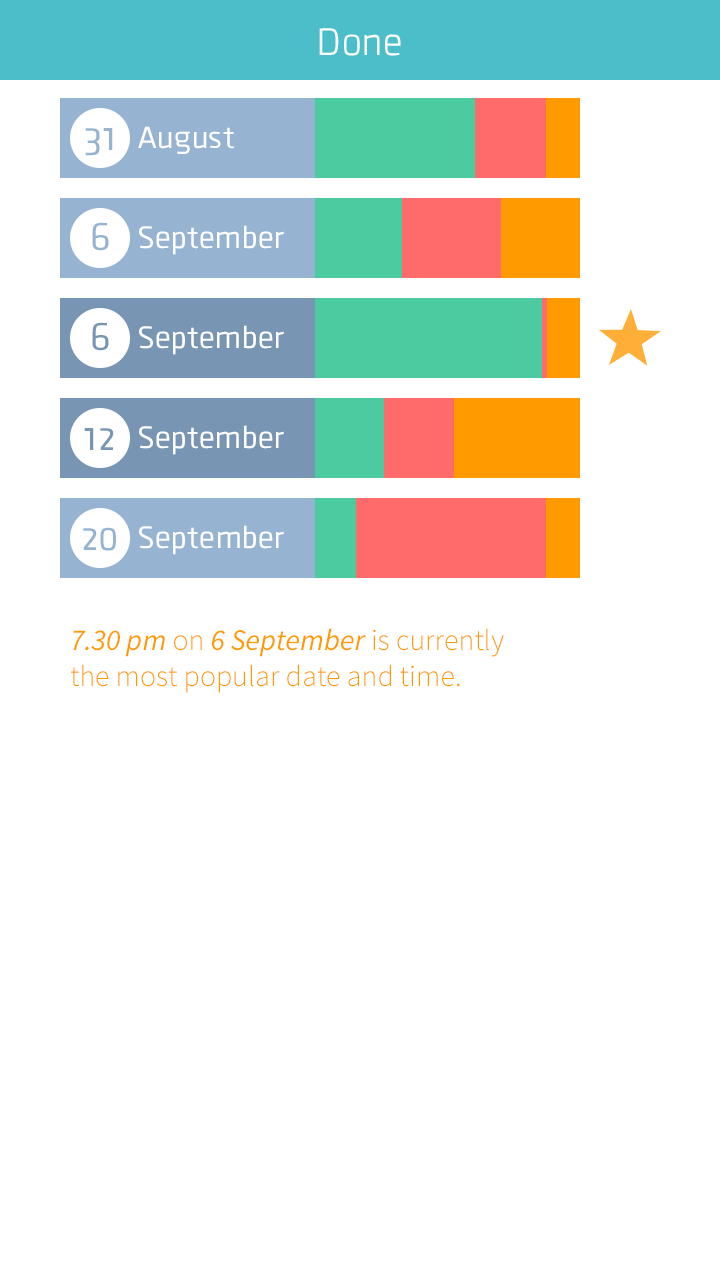 Done
31 August
6 September
6 September
12 September
20 September
7.30 pm on 6 September is currently
the most popular date and time.